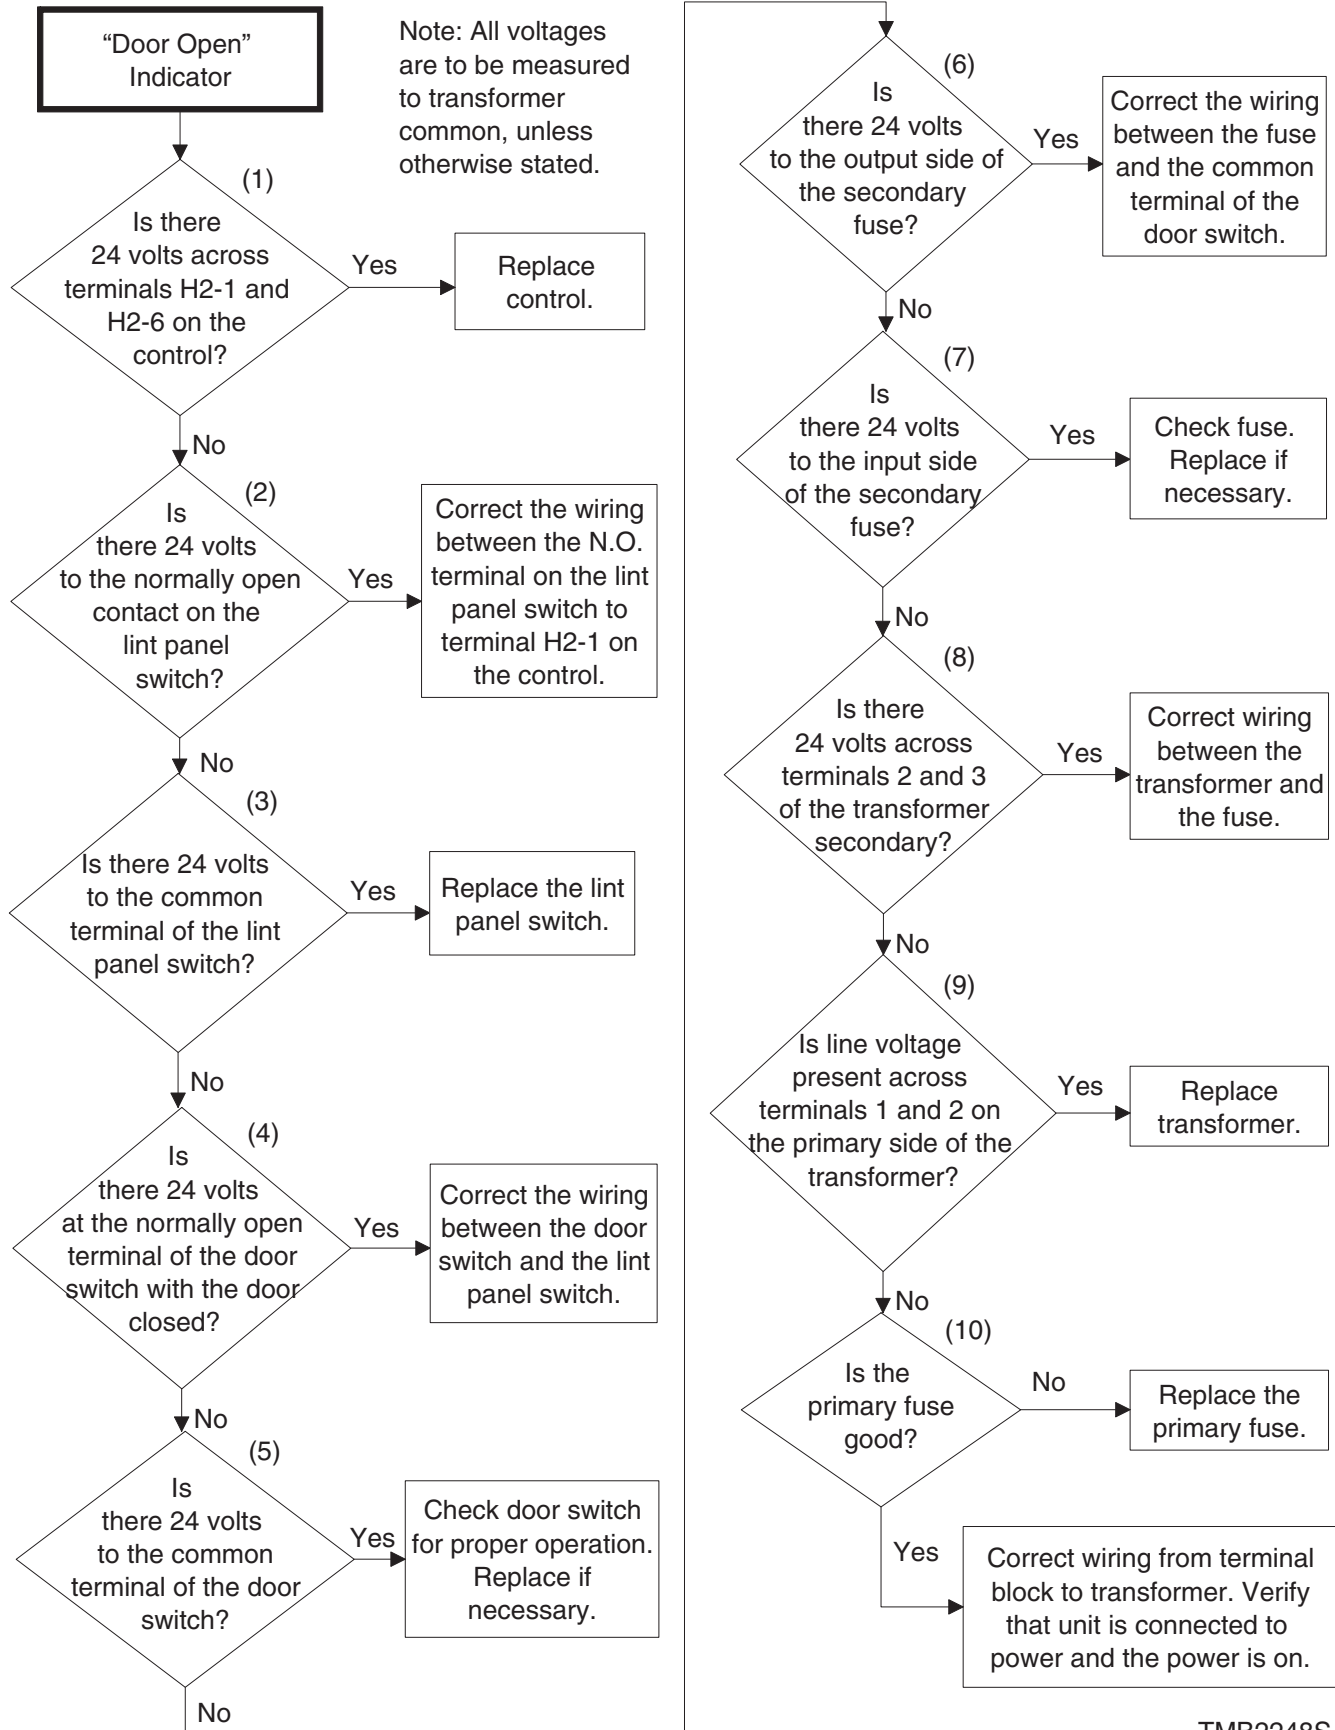 “Door Open”
Indicator
Note: All voltages
are to be measured
to transformer
common, unless
otherwise stated.
(1)
Is there
24 volts across
terminals H2-1 and
H2-6 on the
control?
Yes
Replace
control.
No
(2)
Is
there 24 volts
to the normally open
contact on the
lint panel
switch?
Yes
Correct the wiring
between the N.O.
terminal on the lint
panel switch to
terminal H2-1 on
the control.
No
(3)
Is there 24 volts
to the common
terminal of the lint
panel switch?
Yes
Replace the lint
panel switch.
No
(4)
Is
there 24 volts
at the normally open
terminal of the door
switch with the door
closed?
Yes
Correct the wiring
between the door
switch and the lint
panel switch.
No
(5)
Is
there 24 volts
to the common
terminal of the door
switch?
Yes
Check door switch
for proper operation.
Replace if
necessary.
No
(6)
Is
there 24 volts
to the output side of
the secondary
fuse?
Yes
Correct the wiring
between the fuse
and the common
terminal of the
door switch.
No
(7)
Is
there 24 volts
to the input side
of the secondary
fuse?
Yes
Check fuse.
Replace if
necessary.
No
(8)
Is there
24 volts across
terminals 2 and 3
of the transformer
secondary?
Yes
Correct wiring
between the
transformer and
the fuse.
No
(9)
Is line voltage
present across
terminals 1 and 2 on
the primary side of the
transformer?
Yes
Replace
transformer.
No
(10)
Is the
primary fuse
good?
No
Replace the
primary fuse.
Yes
Correct wiring from terminal
block to transformer. Verify
that unit is connected to
power and the power is on.